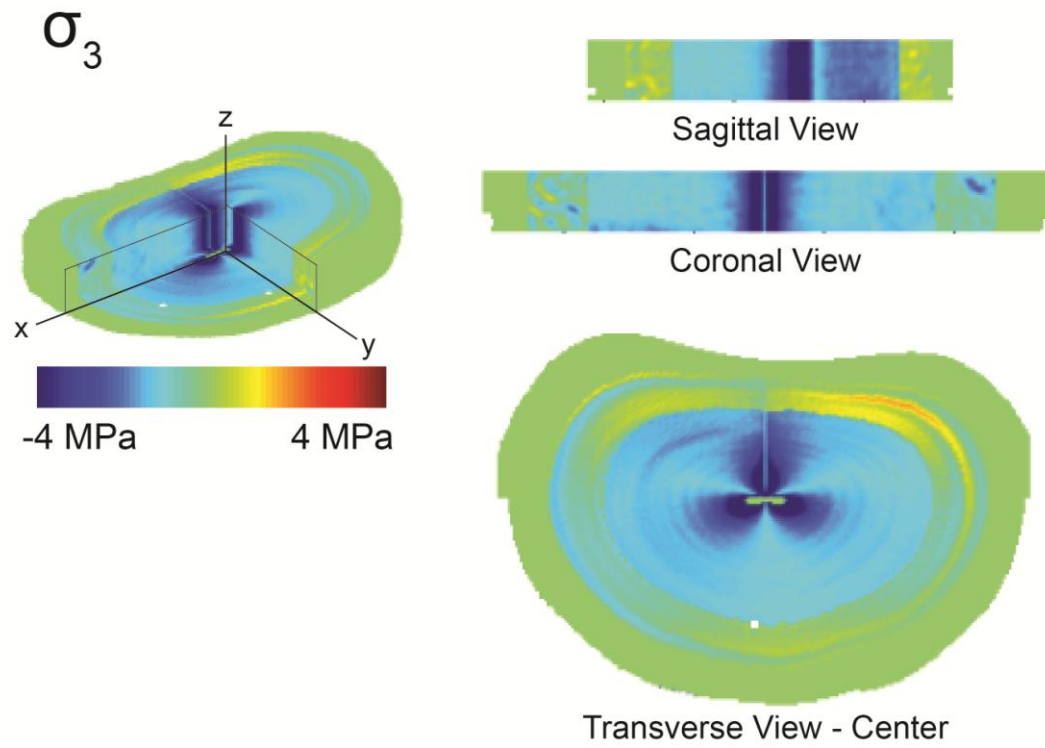 σ3
z
x
y
-4 MPa 4 MPa
Sagittal View
Coronal View
Transverse View - Center